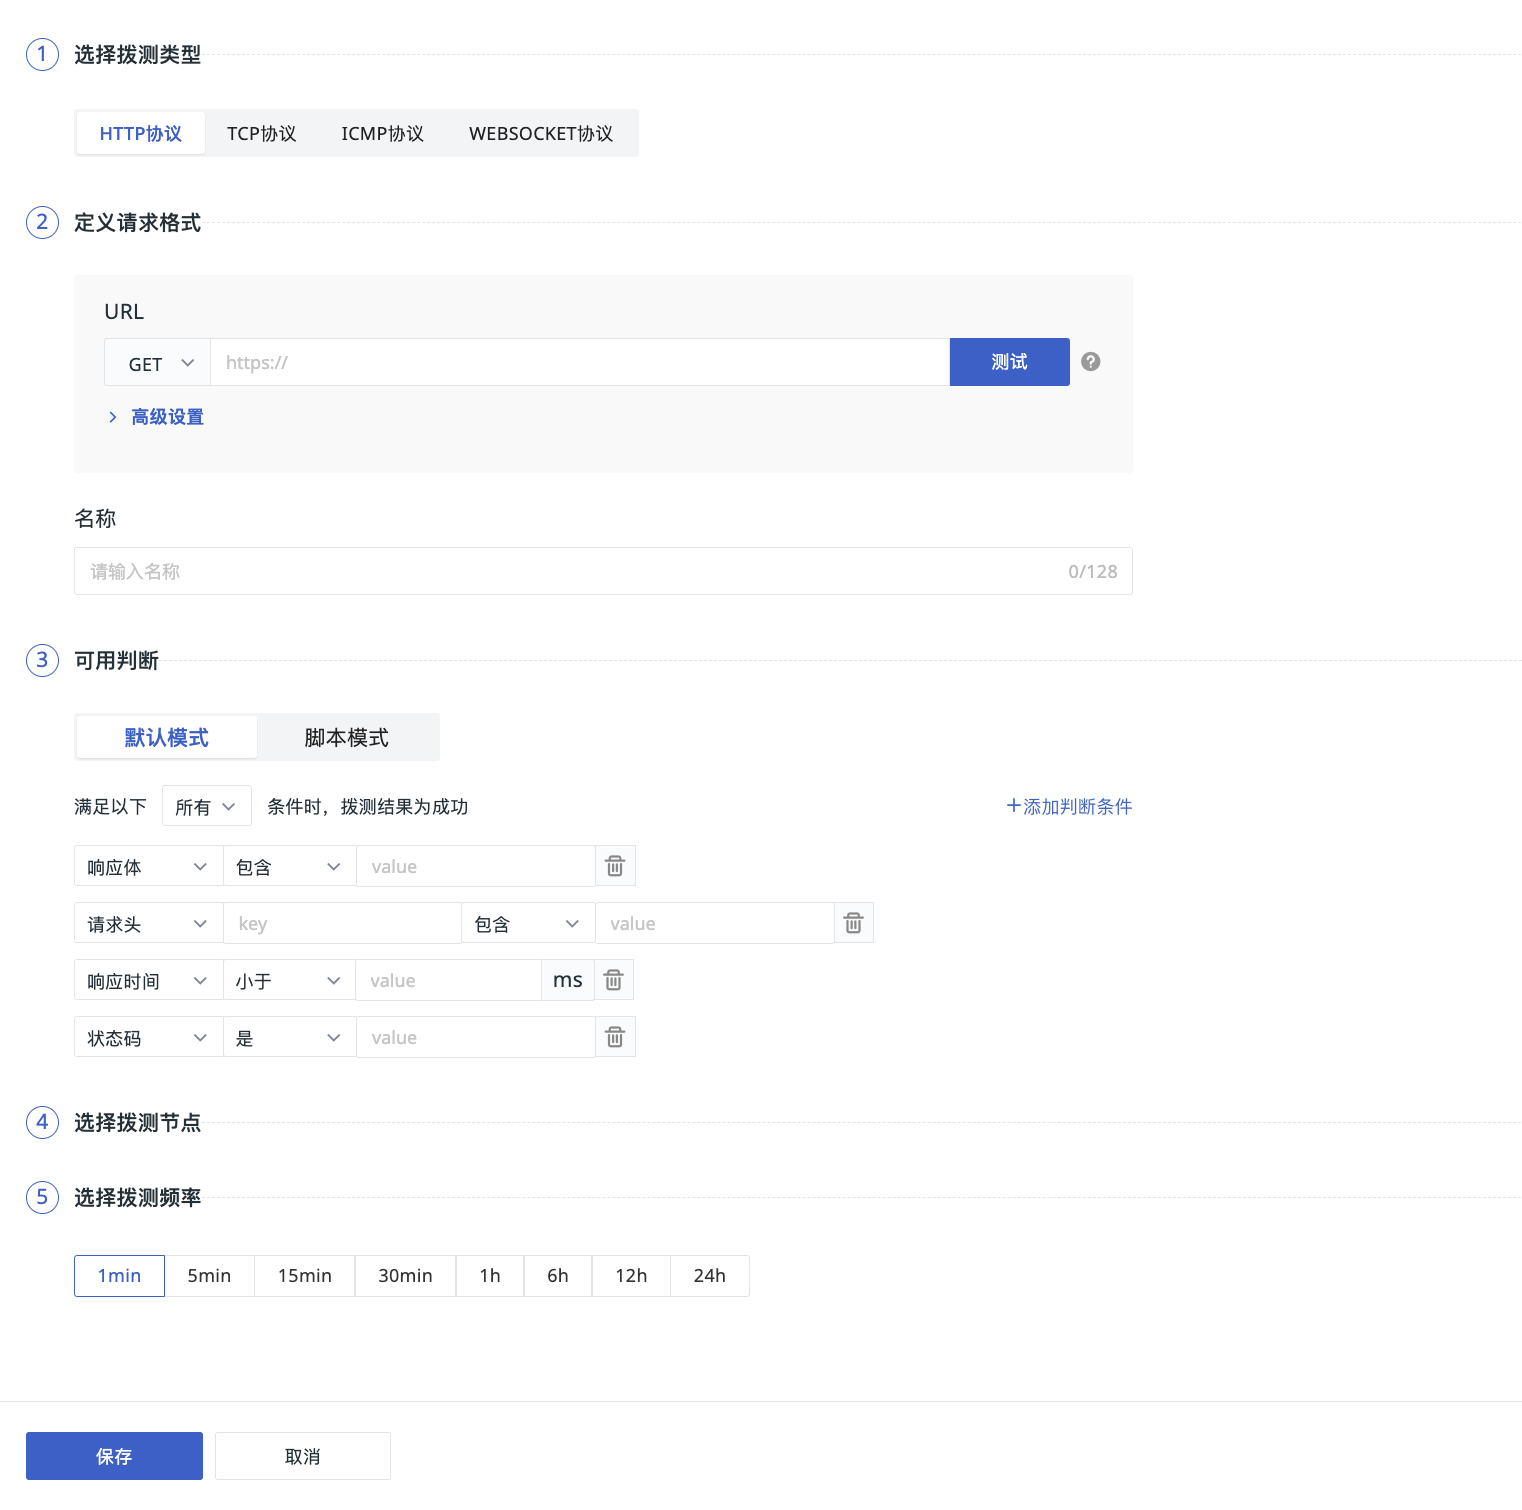 1 选择拨测类型
HTTP协议 TCP协议 ICMP协议 WEBSOCKET协议
2 定义请求格式
URL
GET https:// 测试 ?
高级设置
名称
请输入名称 0/128
3 可用判断
默认模式 脚本模式
满足以下 所有 条件时，拨测结果为成功 +添加判断条件
响应体 包含 value
请求头 key 包含 value
响应时间 小于 value ms
状态码 是 value
4 选择拨测节点
5 选择拨测频率
1min 5min 15min 30min 1h 6h 12h 24h
保存 取消